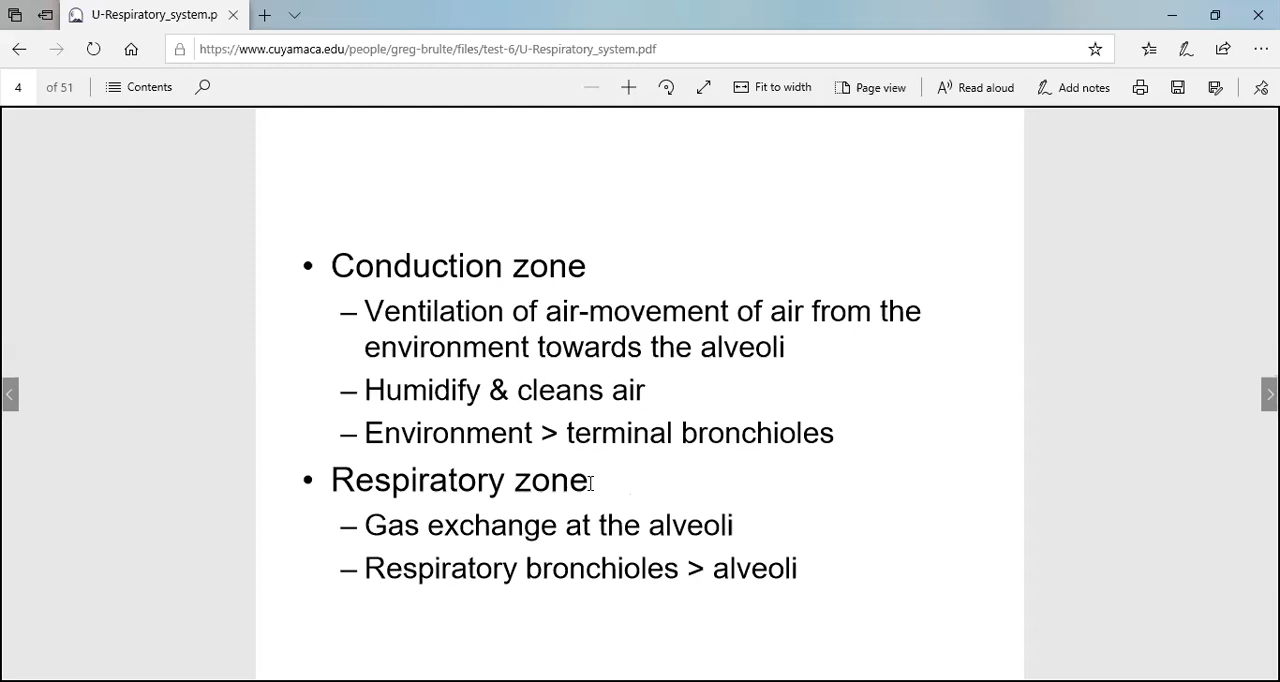 U-Respiratory_system.p
https://www.cuyamaca.edu/people/greg-brulte/files/test-6/U-Respiratory_system.pdf
4 of 51 Contents Fit to width Page view Read aloud Add notes
• Conduction zone
– Ventilation of air-movement of air from the
environment towards the alveoli
– Humidify & cleans air
– Environment > terminal bronchioles
• Respiratory zone
– Gas exchange at the alveoli
– Respiratory bronchioles > alveoli